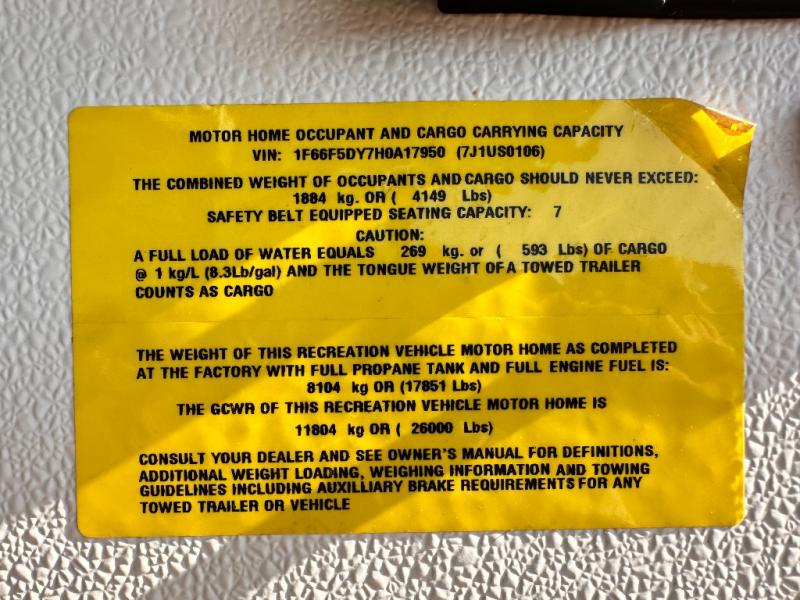 MOTOR HOME OCCUPANT AND CARGO CARRYING CAPACITY
VIN: 1F66F5DY7H0A17950 (7J1US0106)
THE COMBINED WEIGHT OF OCCUPANTS AND CARGO SHOULD NEVER EXCEED:
1884 kg. OR ( 4149 Lbs)
SAFETY BELT EQUIPPED SEATING CAPACITY: 7
CAUTION:
A FULL LOAD OF WATER EQUALS 269 kg. or ( 593 Lbs) OF CARGO
@ 1 kg/L (8.3Lb/gal) AND THE TONGUE WEIGHT OF A TOWED TRAILER
COUNTS AS CARGO
THE WEIGHT OF THIS RECREATION VEHICLE MOTOR HOME AS COMPLETED
AT THE FACTORY WITH FULL PROPANE TANK AND FULL ENGINE FUEL IS:
8104 kg OR (17851 Lbs)
THE GCWR OF THIS RECREATION VEHICLE MOTOR HOME IS
11804 kg OR ( 26000 Lbs)
CONSULT YOUR DEALER AND SEE OWNER'S MANUAL FOR DEFINITIONS,
ADDITIONAL WEIGHT LOADING, WEIGHING INFORMATION AND TOWING
GUIDELINES INCLUDING AUXILLIARY BRAKE REQUIREMENTS FOR ANY
TOWED TRAILER OR VEHICLE